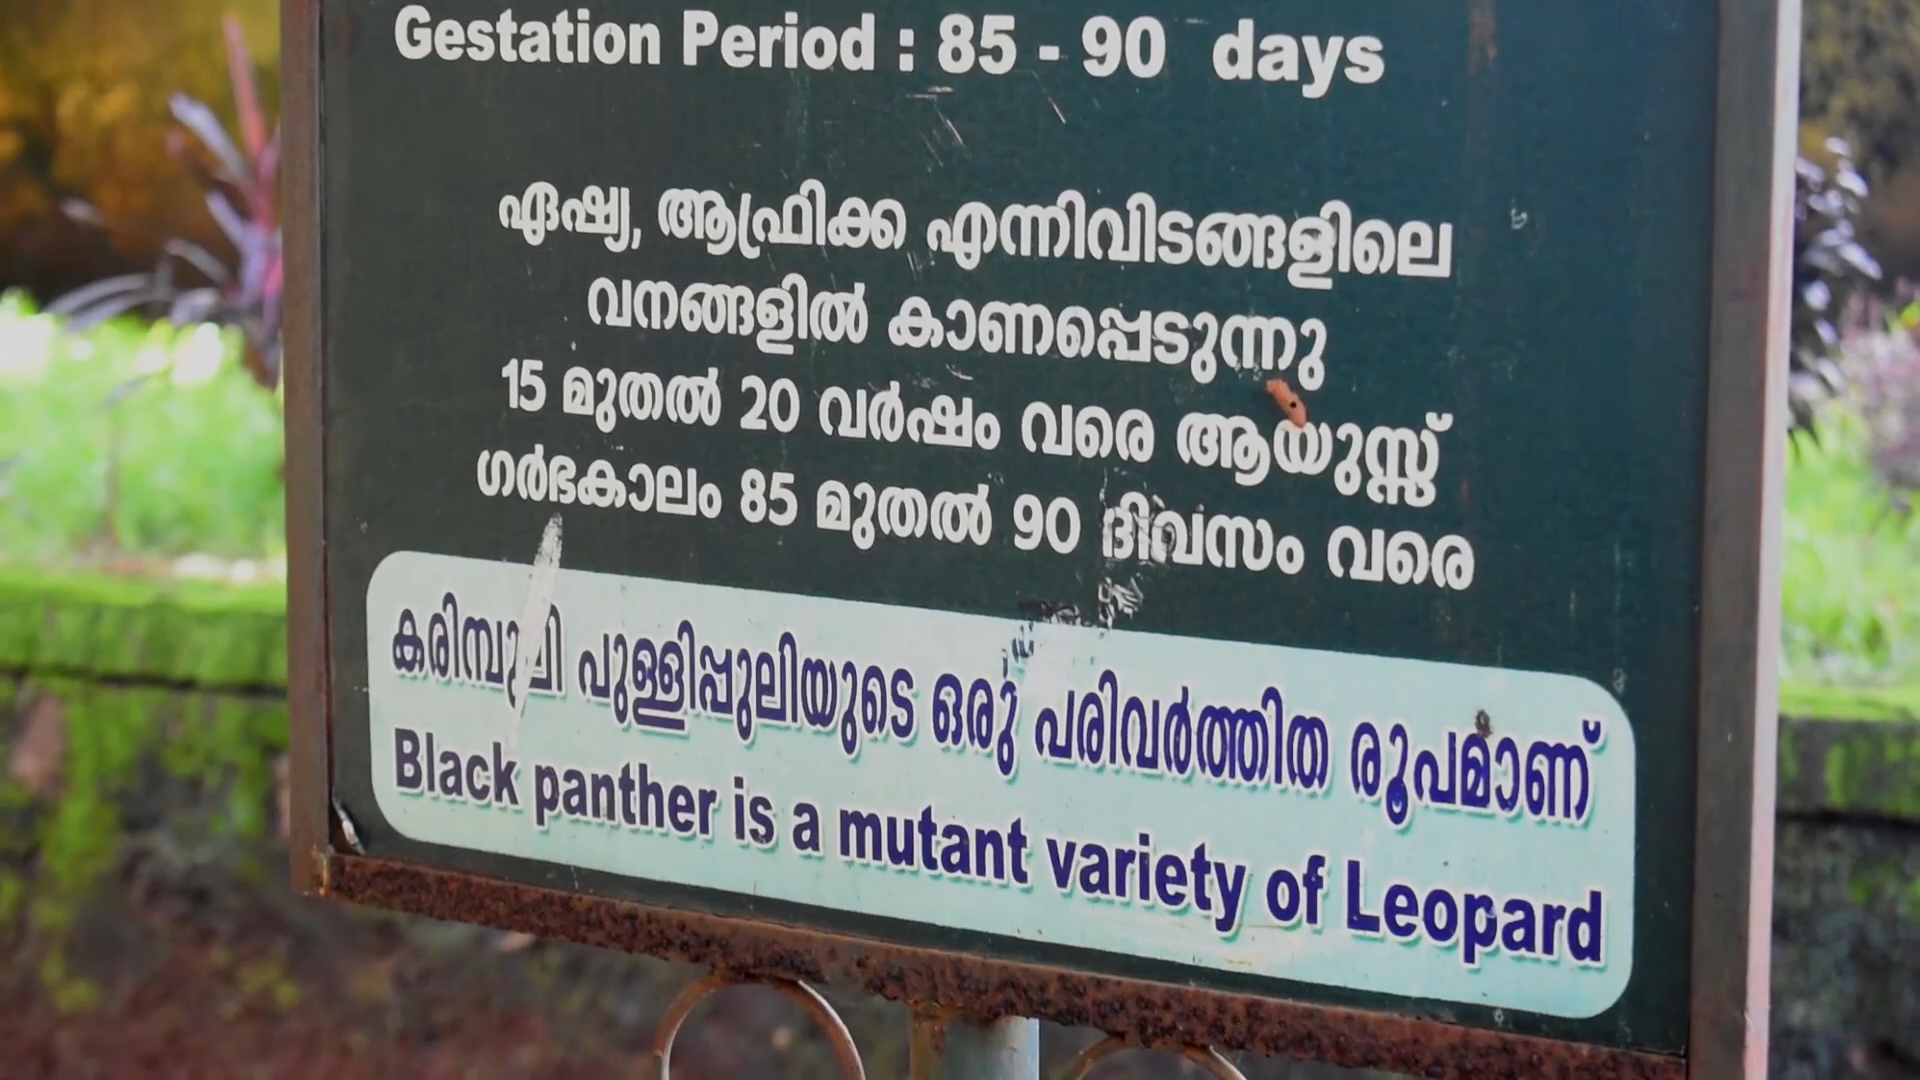 Gestation Period : 85 - 90 days
ഏഷ്യ, ആഫ്രിക്ക എന്നിവിടങ്ങളിലെ
വനങ്ങളിൽ കാണപ്പെടുന്നു
15 മുതൽ 20 വർഷം വരെ ആയുസ്സ്
ഗർഭകാലം 85 മുതൽ 90 ദിവസം വരെ
കരിമ്പുലി പുള്ളിപ്പുലിയുടെ ഒരു പരിവർത്തിത രൂപമാണ്
Black panther is a mutant variety of Leopard